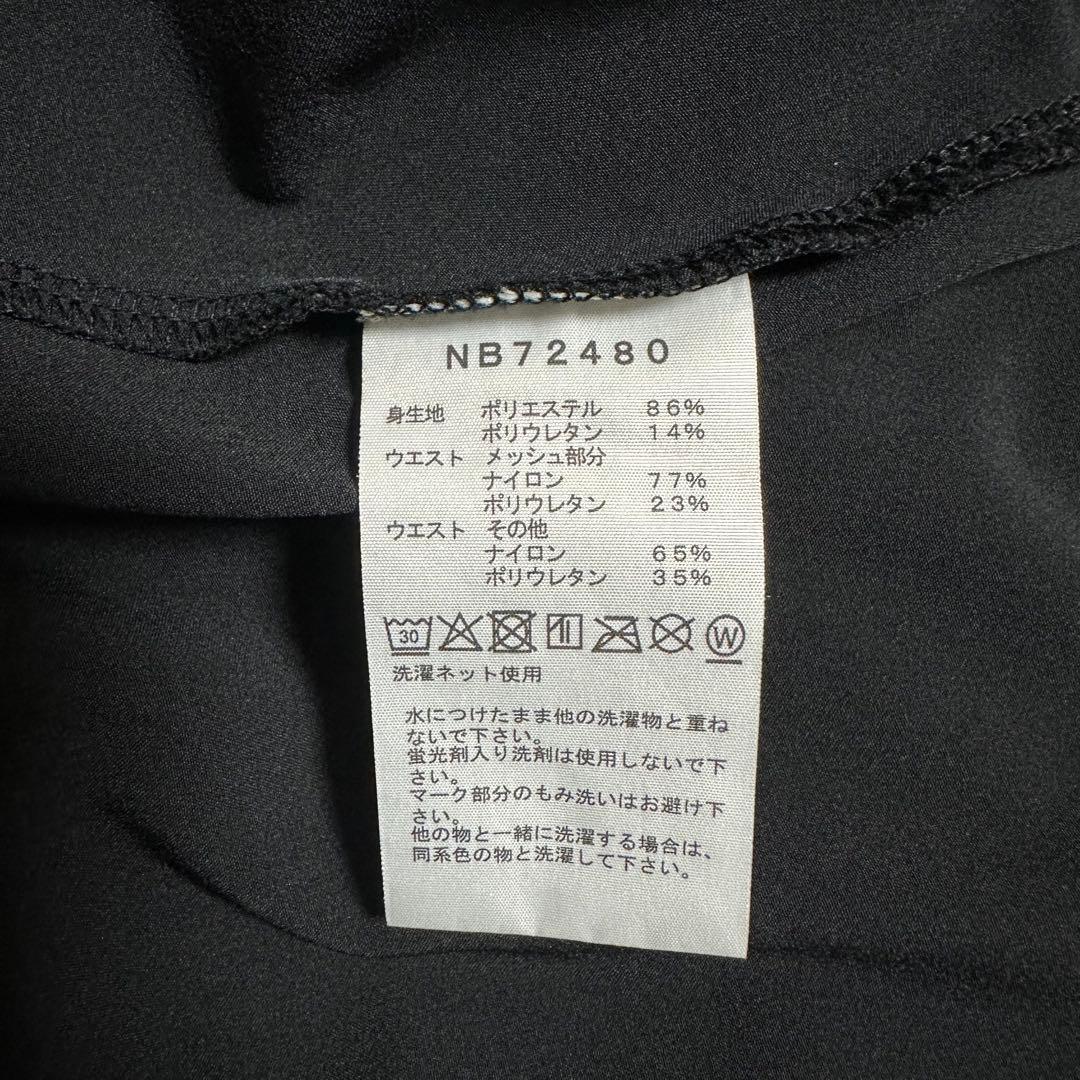 NB72480
身生地 ポリエステル 86%
ポリウレタン 14%
ウエスト メッシュ部分
ナイロン 77%
ポリウレタン 23%
ウエスト その他
ナイロン 65%
ポリウレタン 35%
30 W
洗濯ネット使用
水につけたまま他の洗濯物と重ね
ないで下さい。
蛍光剤入り洗剤は使用しないで下
さい。
マーク部分のもみ洗いはお避け下
さい。
他の物と一緒に洗濯する場合は、
同系色の物と洗濯して下さい。